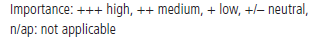 Importance: +++ high, ++ medium, + low, +/– neutral,
n/ap: not applicable